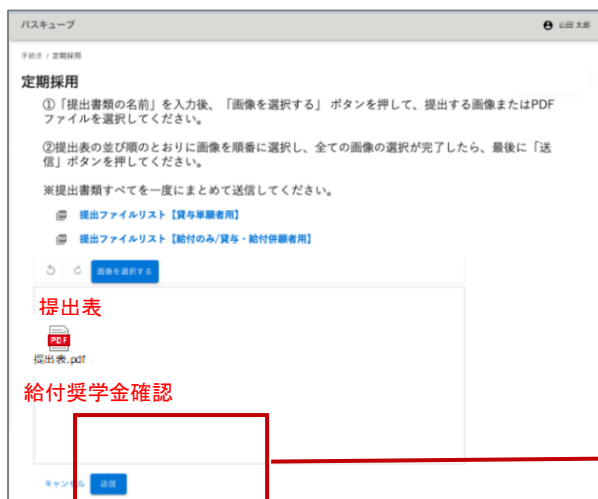 パスキューブ
山田 太郎
手続き / 定期採用
定期採用
①「提出書類の名前」を入力後、「画像を選択する」 ボタンを押して、提出する画像またはPDF
ファイルを選択してください。
②提出表の並び順のとおりに画像を順番に選択し、全ての画像の選択が完了したら、最後に「送
信」ボタンを押してください。
※提出書類すべてを一度にまとめて送信してください。
提出ファイルリスト【貸与単願者用】
提出ファイルリスト【給付のみ/貸与・給付併願者用】
画像を選択する
提出表
PDF
提出表.pdf
給付奨学金確認
キャンセル 送信